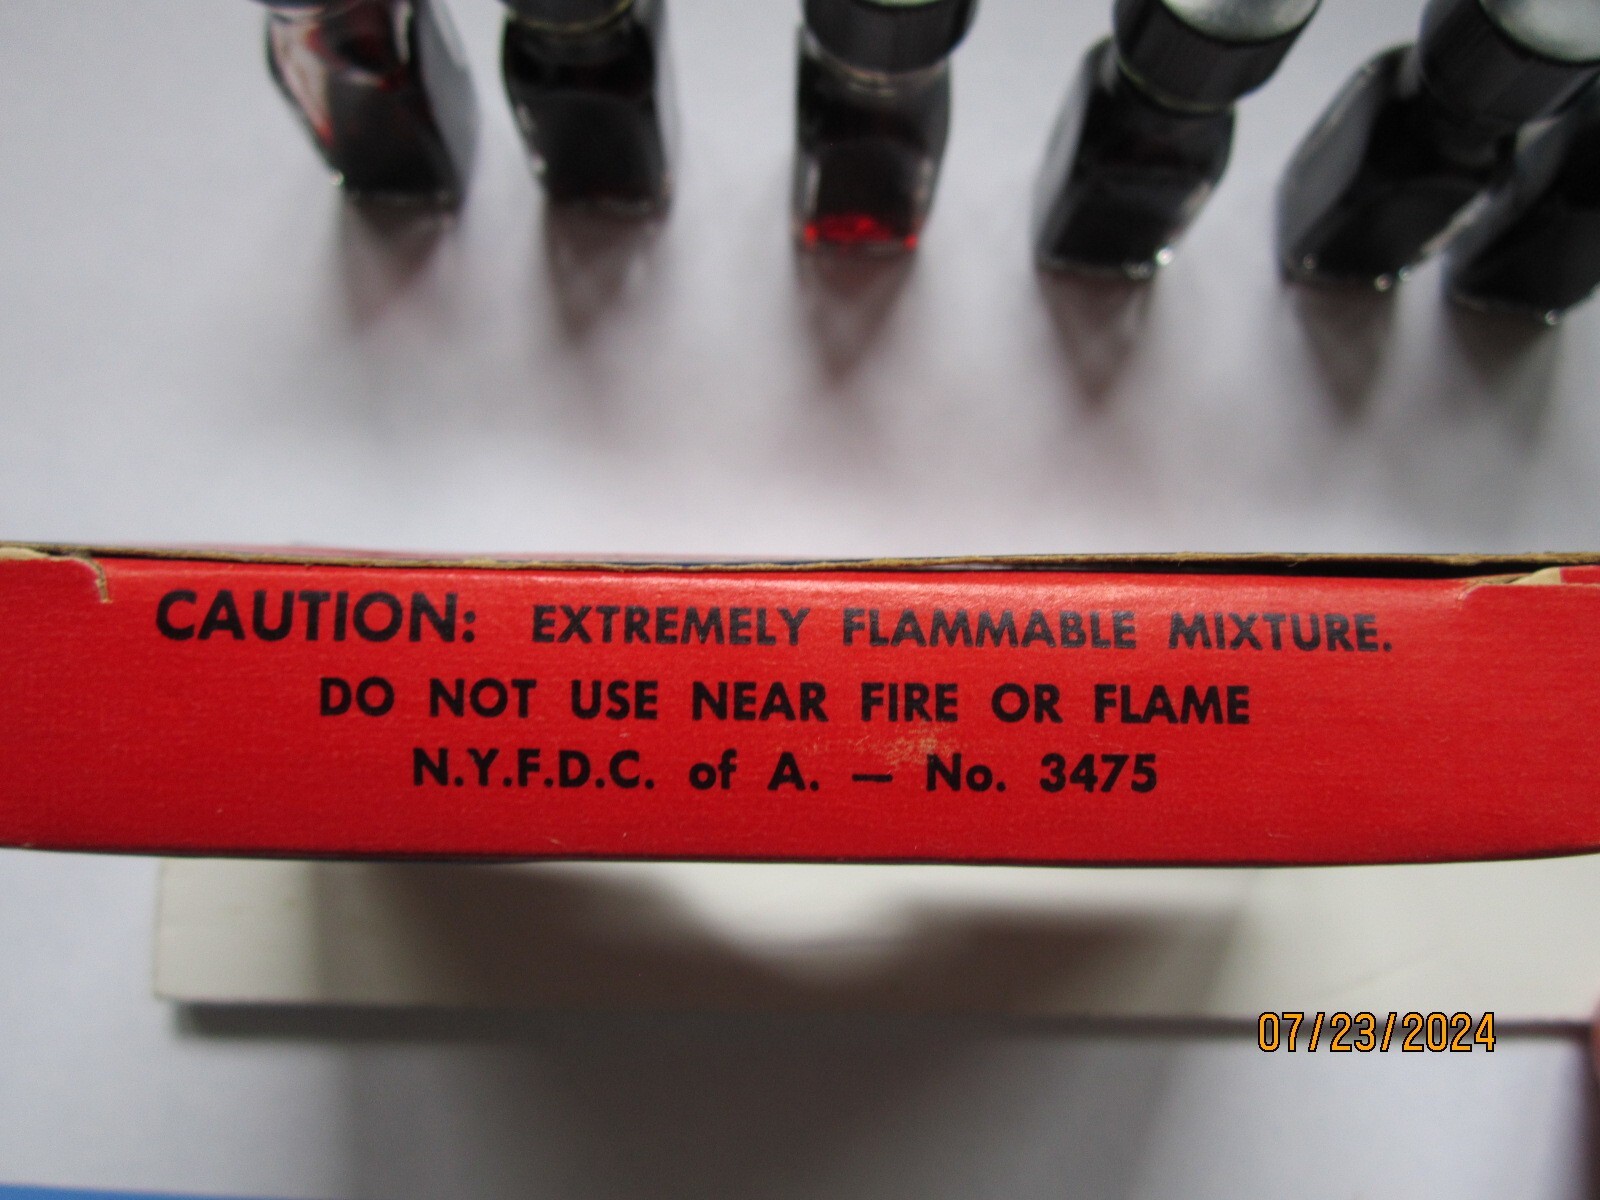 CAUTION: EXTREMELY FLAMMABLE MIXTURE.
DO NOT USE NEAR FIRE OR FLAME
N.Y.F.D.C. of A. — No. 3475
07/23/2024